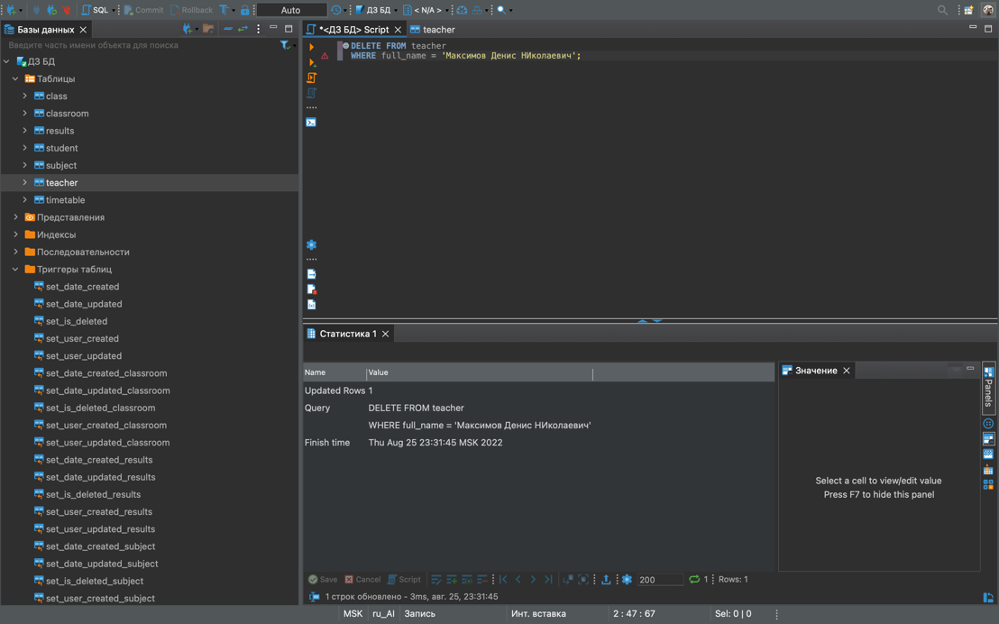 SQL Commit Rollback T Auto ДЗ БД < N/A >
Базы данных
*<ДЗ БД> Script teacher
Введите часть имени объекта для поиска
ДЗ БД
Таблицы
class
classroom
results
student
subject
teacher
timetable
Представления
Индексы
Последовательности
Триггеры таблиц
set_date_created
set_date_updated
set_is_deleted
set_user_created
set_user_updated
set_date_created_classroom
set_date_updated_classroom
set_is_deleted_classroom
set_user_created_classroom
set_user_updated_classroom
set_date_created_results
set_date_updated_results
set_is_deleted_results
set_user_created_results
set_user_updated_results
set_date_created_subject
set_date_updated_subject
set_is_deleted_subject
set_user_created_subject
DELETE FROM teacher
WHERE full_name = 'Максимов Денис НИколаевич';
Статистика 1
Name Value
Updated Rows 1
Query DELETE FROM teacher
WHERE full_name = 'Максимов Денис НИколаевич'
Finish time Thu Aug 25 23:31:45 MSK 2022
Значение
Select a cell to view/edit value
Press F7 to hide this panel
Panels
Save Cancel Script 200 1 Rows: 1
1 строк обновлено - 3ms, авг. 25, 23:31:45
MSK ru_AI Запись Инт. вставка 2 : 47 : 67 Sel: 0 | 0